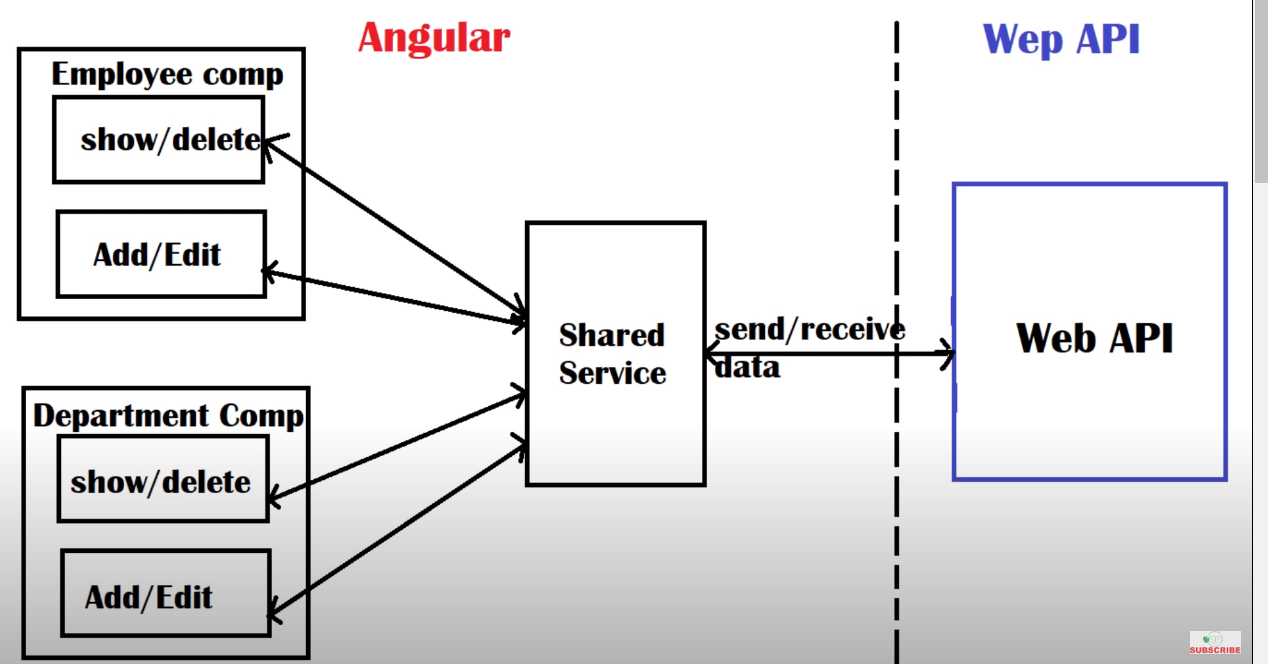 Angular
Wep API
Employee comp
show/delete
Add/Edit
Department Comp
show/delete
Add/Edit
Shared
Service
send/receive
data
Web API
SUBSCRIBE